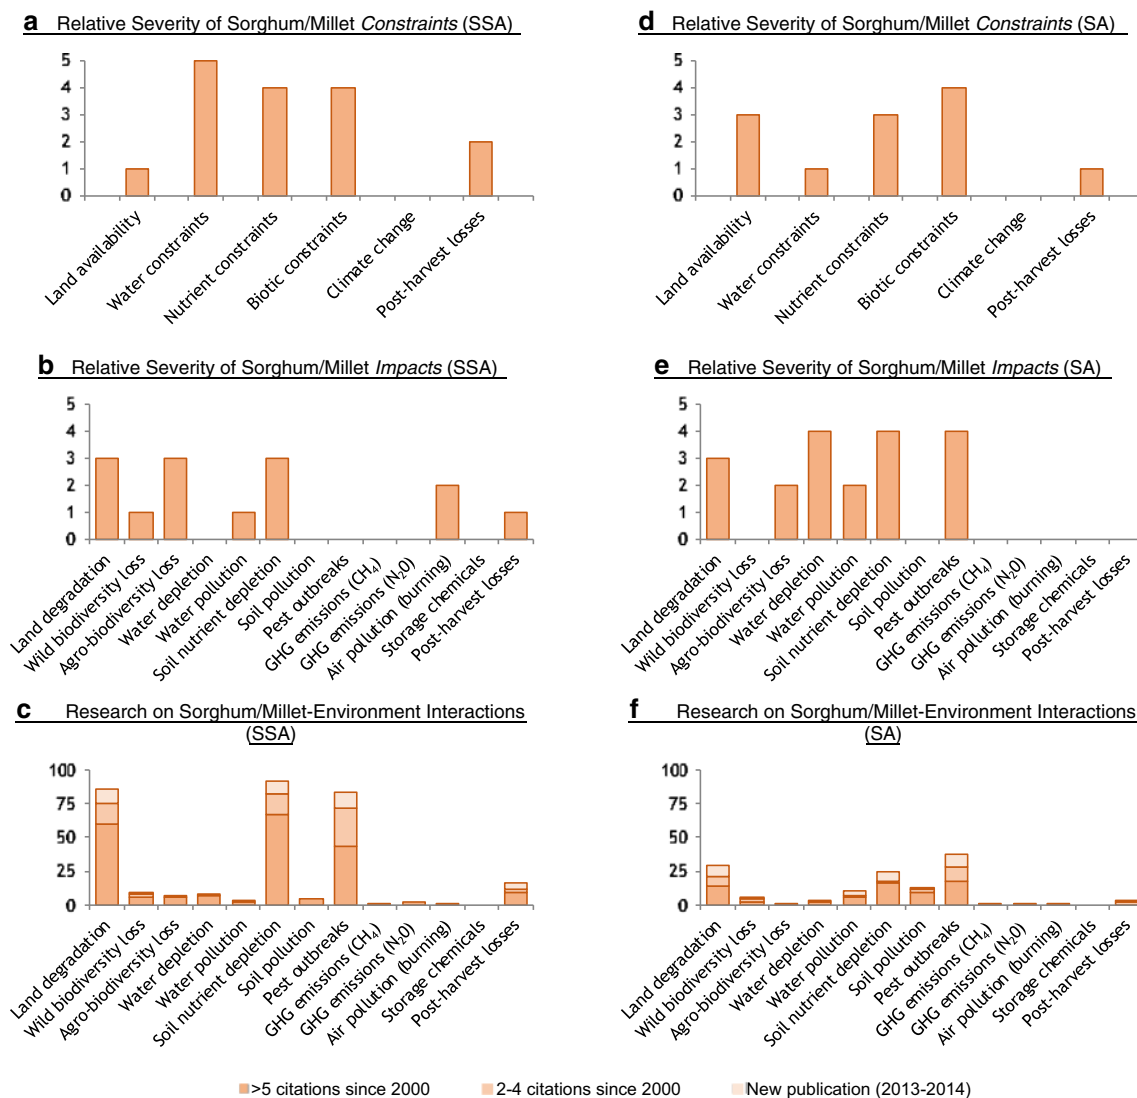 a Relative Severity of Sorghum/Millet Constraints (SSA)
5
4
3
2
1
0
Land availability
Water constraints
Nutrient constraints
Biotic constraints
Climate change
Post-harvest losses
d Relative Severity of Sorghum/Millet Constraints (SA)
5
4
3
2
1
0
Land availability
Water constraints
Nutrient constraints
Biotic constraints
Climate change
Post-harvest losses
b Relative Severity of Sorghum/Millet Impacts (SSA)
5
4
3
2
1
0
Land degradation
Wild biodiversity loss
Agro-biodiversity loss
Water depletion
Water pollution
Soil nutrient depletion
Soil pollution
Pest outbreaks
GHG emissions (CH4)
GHG emissions (N20)
Air pollution (burning)
Storage chemicals
Post-harvest losses
e Relative Severity of Sorghum/Millet Impacts (SA)
5
4
3
2
1
0
Land degradation
Wild biodiversity loss
Agro-biodiversity loss
Water depletion
Water pollution
Soil nutrient depletion
Soil pollution
Pest outbreaks
GHG emissions (CH4)
GHG emissions (N20)
Air pollution (burning)
Storage chemicals
Post-harvest losses
c Research on Sorghum/Millet-Environment Interactions
(SSA)
100
75
50
25
0
Land degradation
Wild biodiversity loss
Agro-biodiversity loss
Water depletion
Water pollution
Soil nutrient depletion
Soil pollution
Pest outbreaks
GHG emissions (CH4)
GHG emissions (N20)
Air pollution (burning)
Storage chemicals
Post-harvest losses
f Research on Sorghum/Millet-Environment Interactions
(SA)
100
75
50
25
0
Land degradation
Wild biodiversity loss
Agro-biodiversity loss
Water depletion
Water pollution
Soil nutrient depletion
Soil pollution
Pest outbreaks
GHG emissions (CH4)
GHG emissions (N20)
Air pollution (burning)
Storage chemicals
Post-harvest losses
>5 citations since 2000
2-4 citations since 2000
New publication (2013-2014)